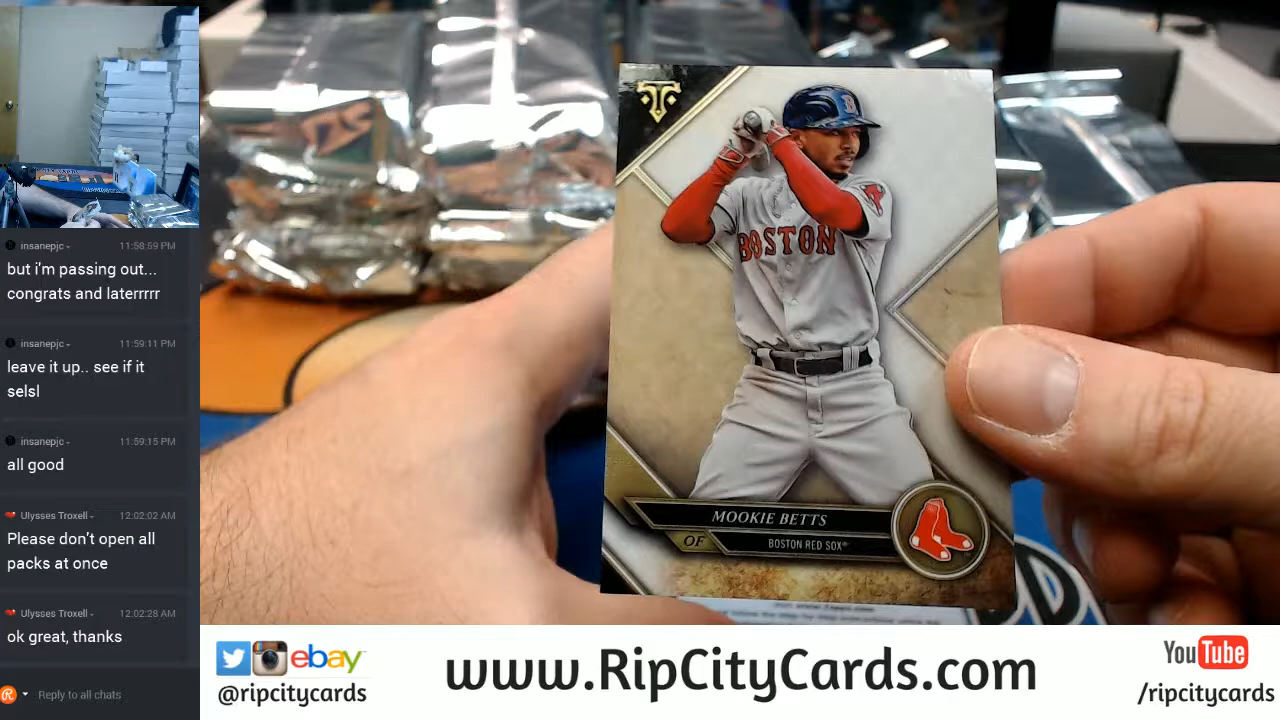 insanepjc
11:58:59 PM
but i'm passing out...
congrats and laterrrrr
insanepjc
11:59:11 PM
leave it up.. see if it
selsl
insanepjc
11:59:15 PM
all good
Ulysses Troxell
12:02:02 AM
Please don't open all
packs at once
Ulysses Troxell
12:02:28 AM
ok great, thanks
Reply to all chats
BOSTON
MOOKIE BETTS
OF
BOSTON RED SOX®
ebay
@ripcitycards
www.RipCityCards.com
YouTube
/ripcitycards